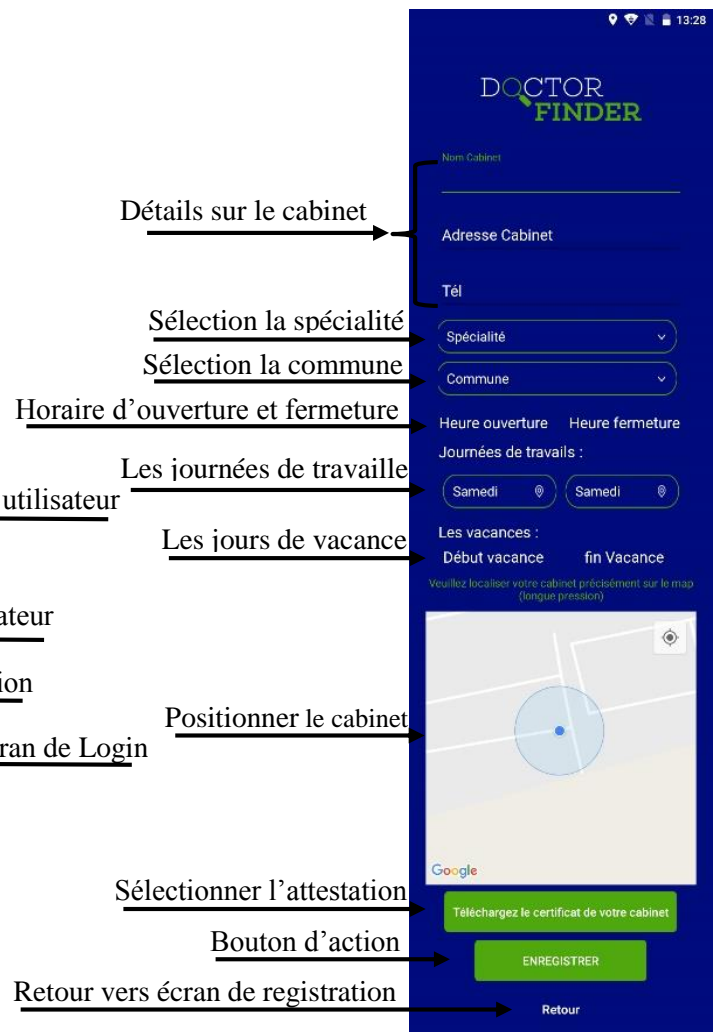 13:28
DOCTOR
FINDER
Nom Cabinet
Détails sur le cabinet
Adresse Cabinet
Tél
Sélection la spécialité
Spécialité
Sélection la commune
Commune
Horaire d'ouverture et fermeture
Heure ouverture Heure fermeture
Journées de travails :
Les journées de travaille
Samedi Samedi
utilisateur
Les vacances :
Les jours de vacance
Début vacance fin Vacance
Veuillez localiser votre cabinet précisément sur le map
(longue pression)
ateur
ion
Positionner le cabinet
ran de Login
Google
Sélectionner l'attestation
Téléchargez le certificat de votre cabinet
Bouton d'action
ENREGISTRER
Retour vers écran de registration
Retour